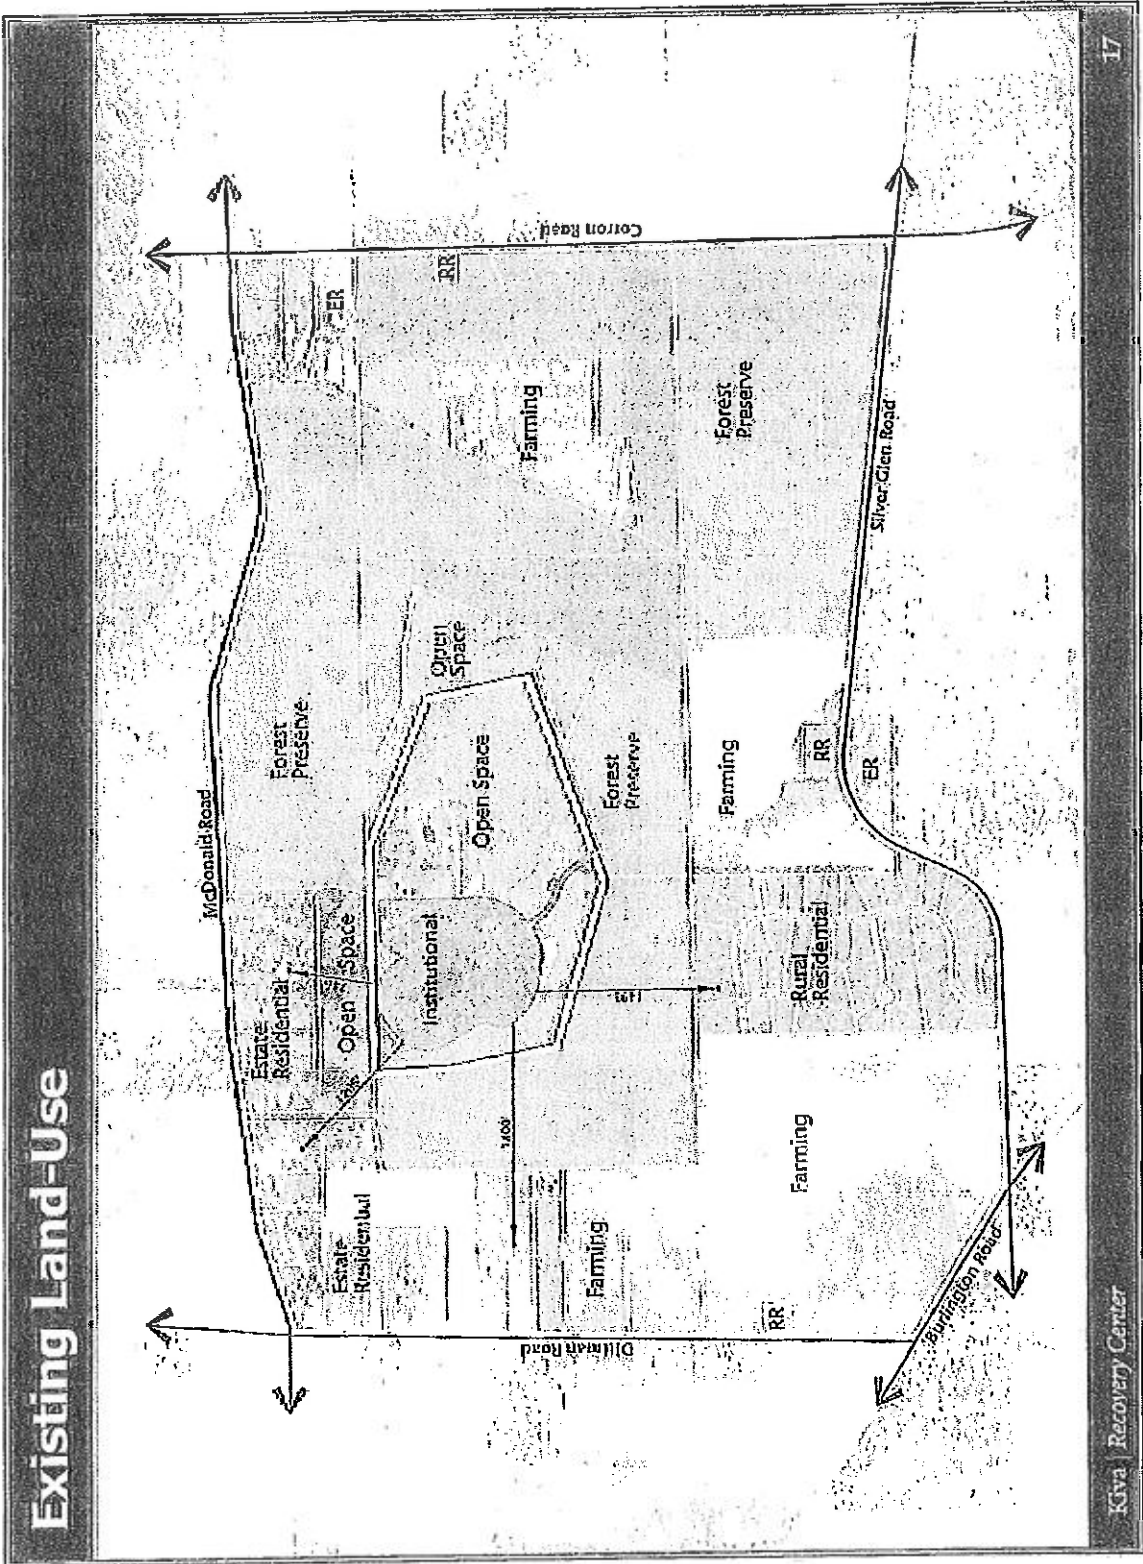 Existing Land-Use
McDonald Road
Corron Road
ER
RR
Forest
Preserve
Estate
Residential
Open Space
Open
Space
Farming
Institutional
Open Space
Estate
Residential
Forest
Preserve
Forest
Preserve
Farming
Farming
RR
ER
Rural
Residential
Farming
RR
Silver Glen Road
Burlington Road
Kiva | Recovery Center
17